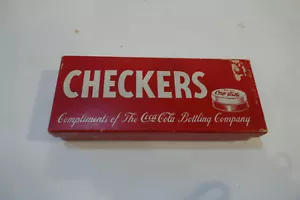 CHECKERS
Compliments of The Coca-Cola Bottling Company